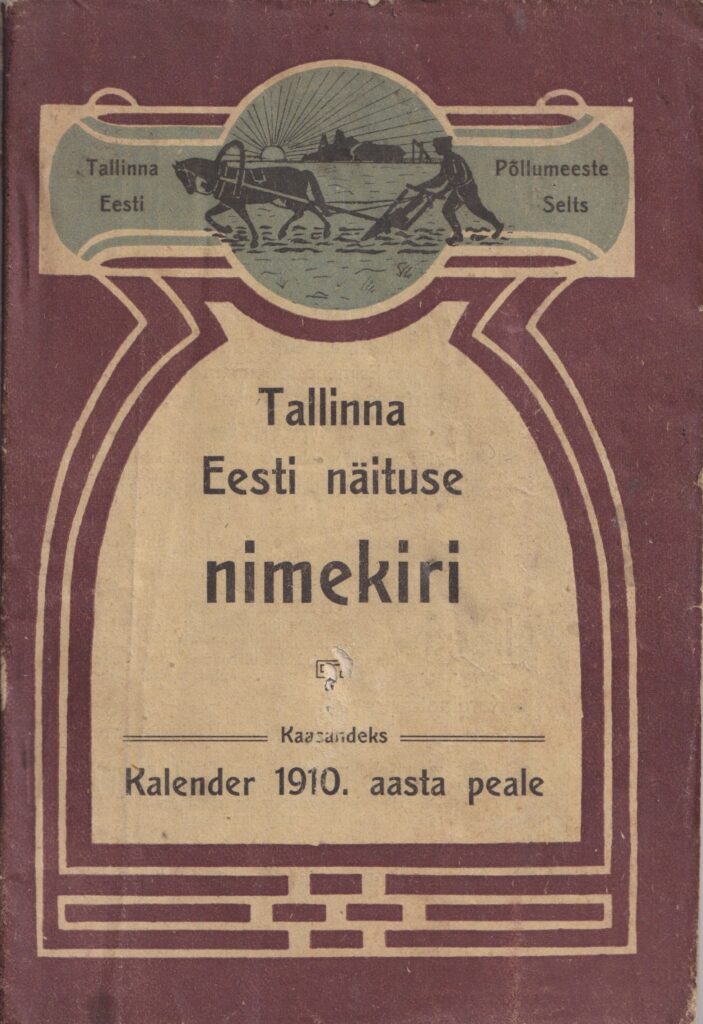 Tallinna
Eesti
Põllumeeste
Selts
Tallinna
Eesti näituse
nimekiri
Kaasandeks
Kalender 1910. aasta peale